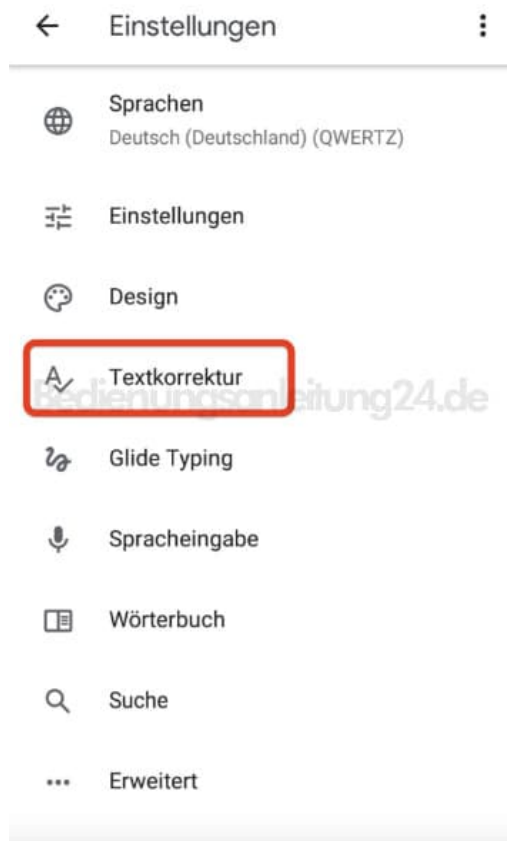 Einstellungen
Sprachen
Deutsch (Deutschland) (QWERTZ)
Einstellungen
Design
Textkorrektur
Bedienungsanleitung24.de
Glide Typing
Spracheingabe
Wörterbuch
Suche
Erweitert